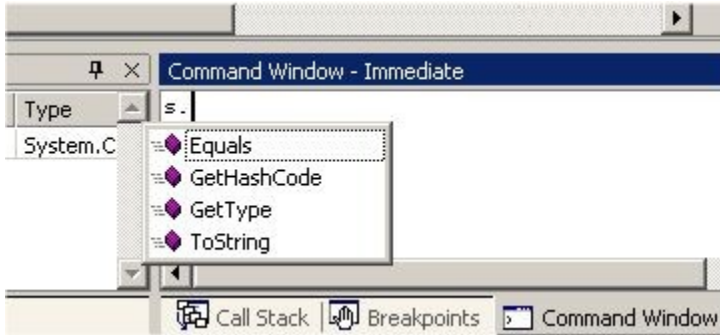 Command Window - Immediate
Type
s.
System.C
Equals
GetHashCode
GetType
ToString
Call Stack
Breakpoints
Command Window